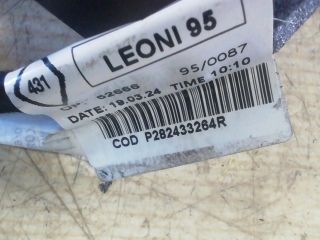 431
LEONI 95
95/0087
DATE: 19.03.24 TIME 10:10
COD P282433264R